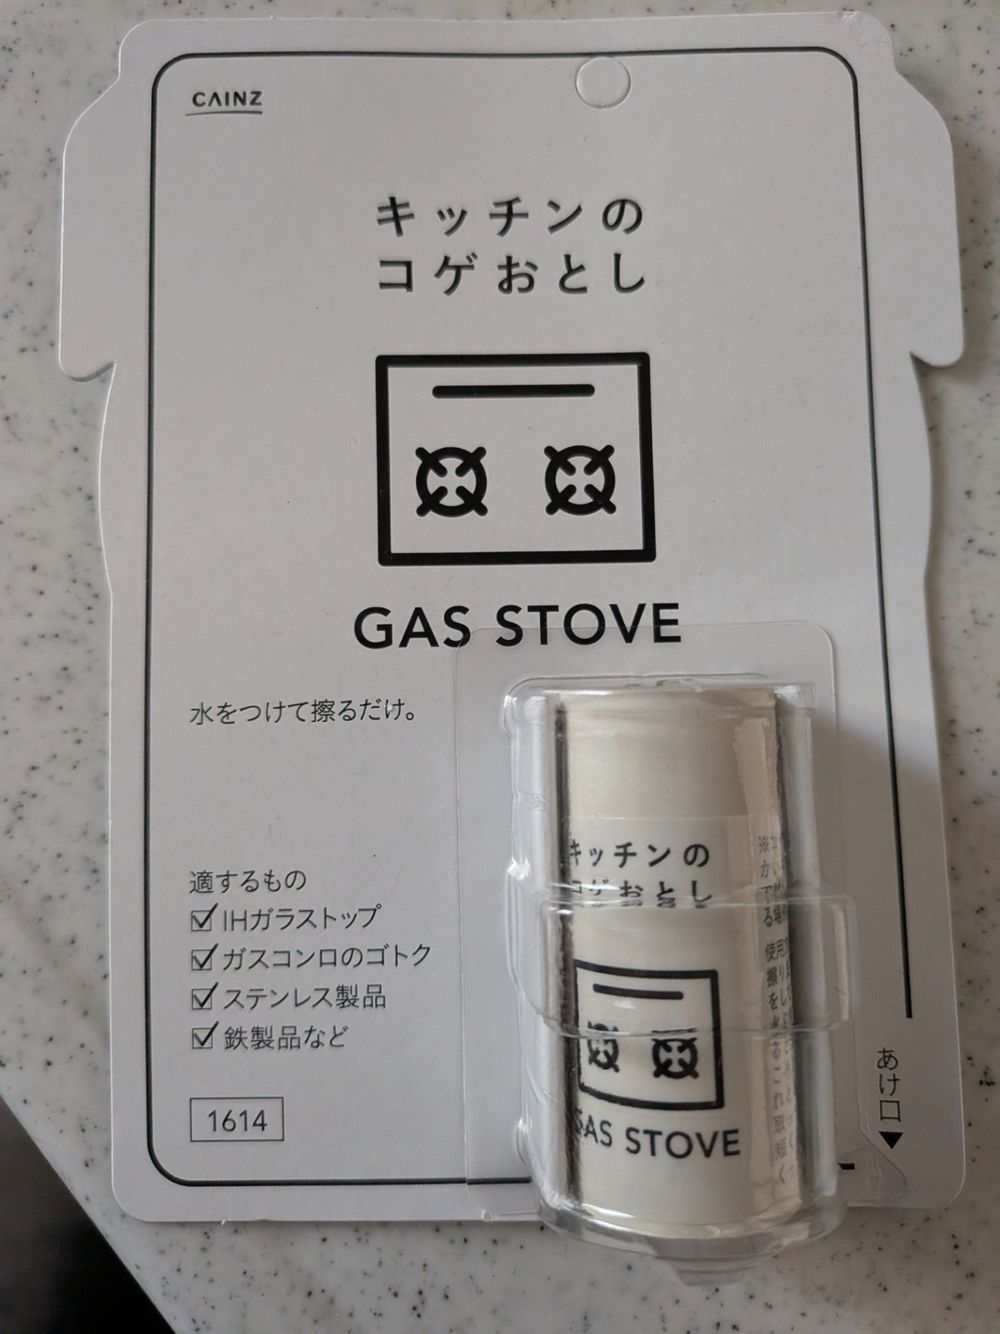 CAINZ
キッチンの
コゲおとし
GAS STOVE
水をつけて擦るだけ。
適するもの
IHガラストップ
ガスコンロのゴトク
ステンレス製品
鉄製品など
1614
あけ口
キッチンの
コゲおとし
GAS STOVE